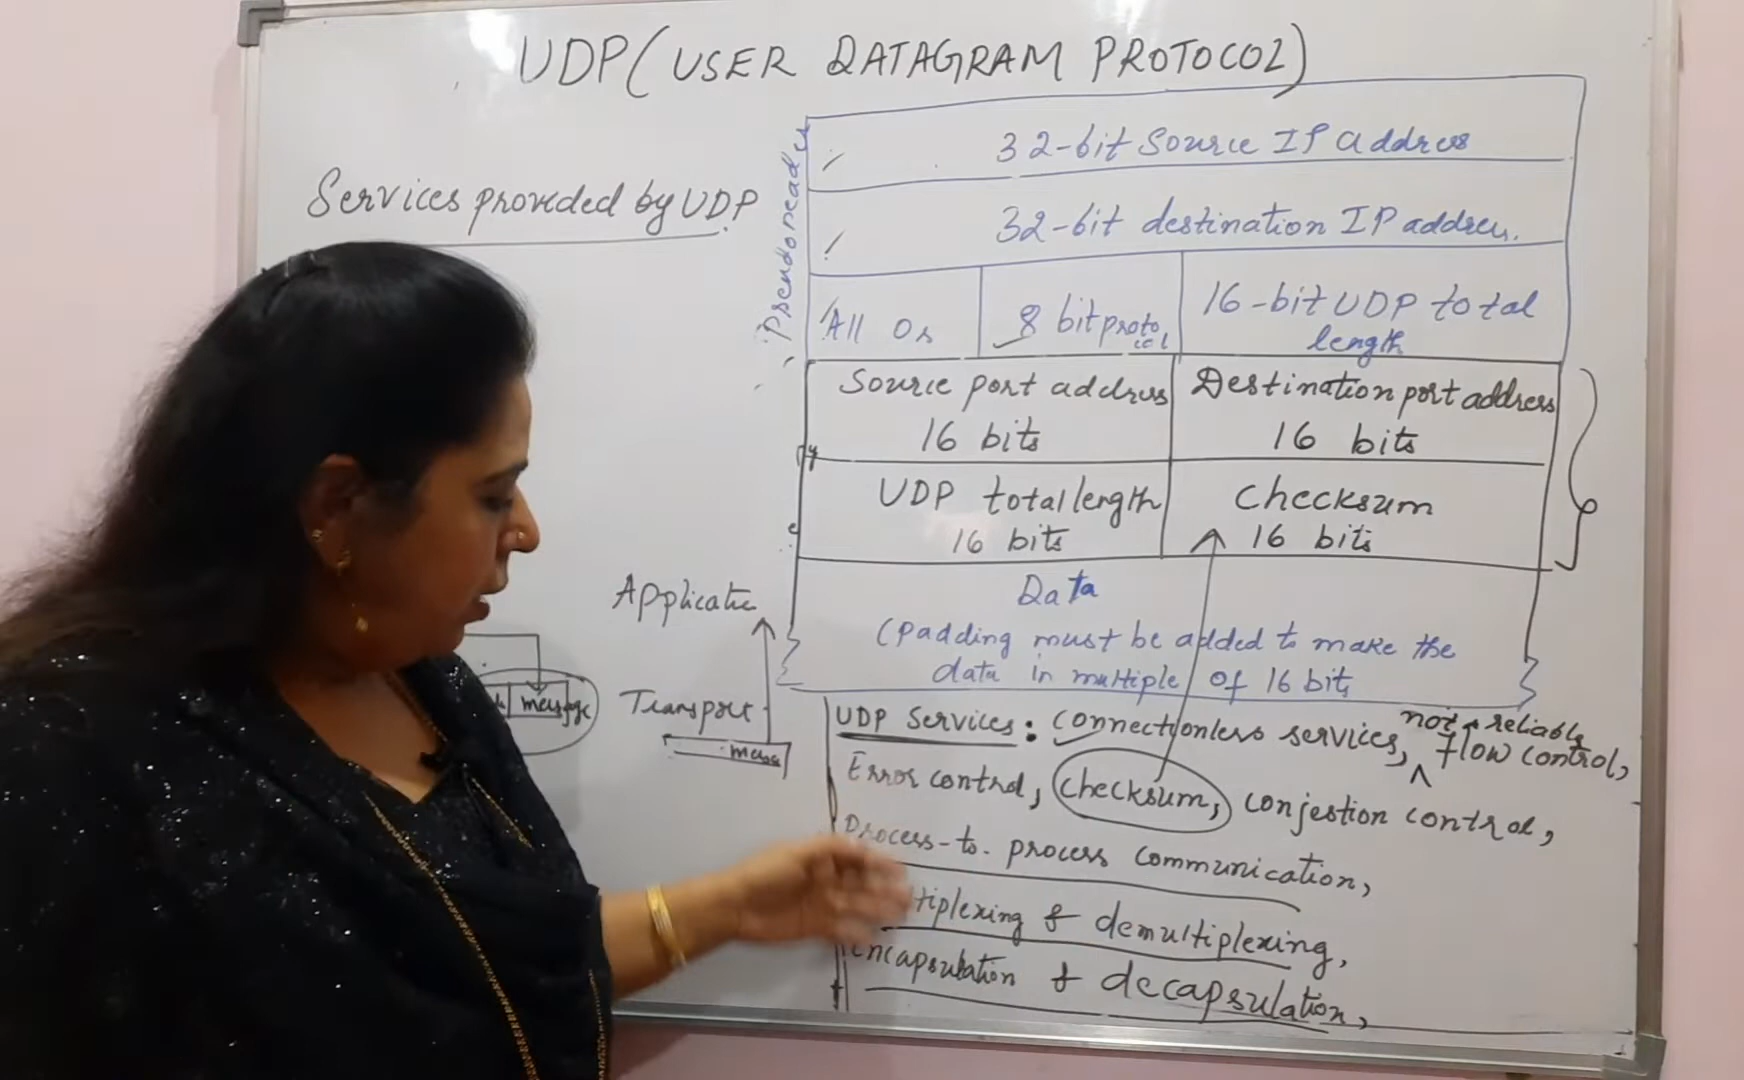 UDP (USER DATAGRAM PROTOCOL)
Services provided by UDP
Pseudoheader
32-bit Source IP address
32-bit destination IP address.
All 0s
8 bit protocol
16-bit UDP total length
Source port address
16 bits
Destination port address
16 bits
UDP total length
16 bits
Checksum
16 bits
Data
(Padding must be added to make the
data in multiple of 16 bits
Applicatio
Transport
message
UDP Services: Connectionless services, not reliable
flow control,
Error control, Checksum, Conjestion control,
Process-to-process communication,
tiplexing & demultiplexing,
Encapsulation & decapsulation,